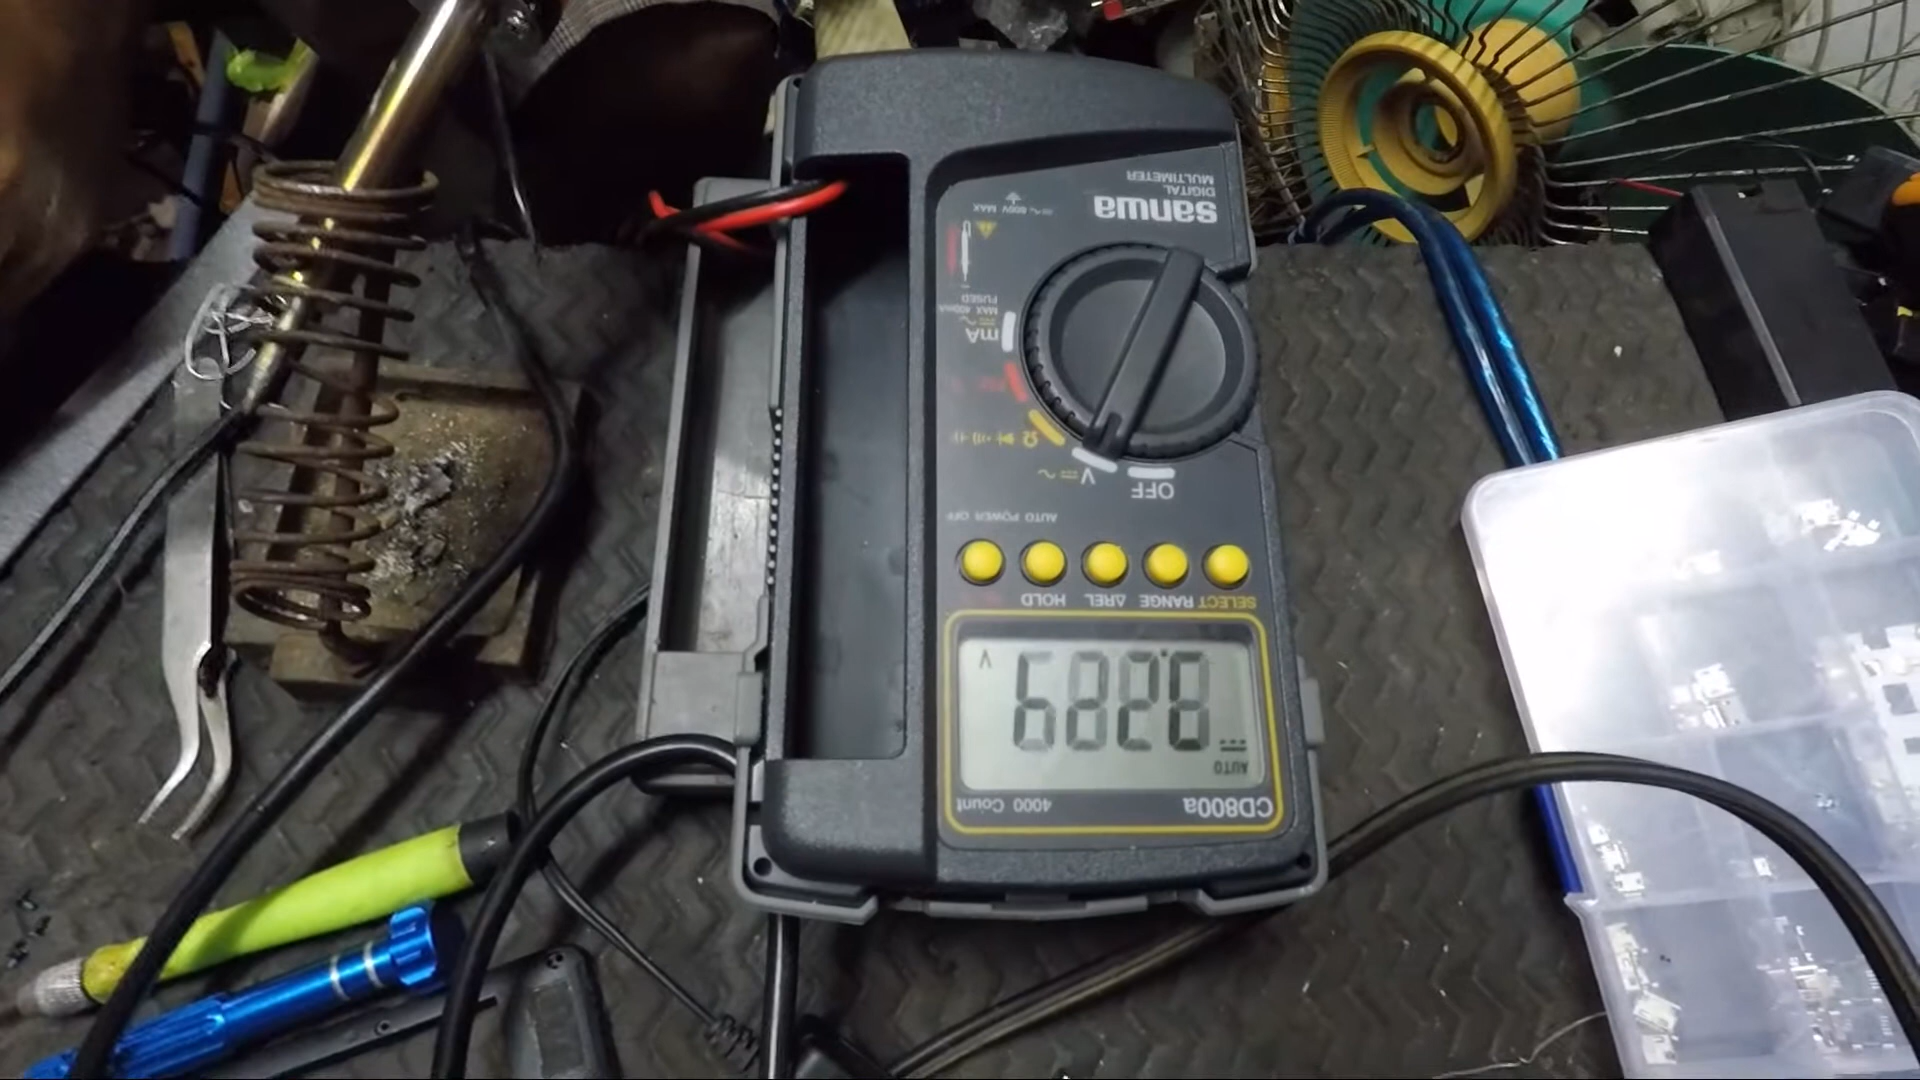 CD800a 4000 Count
AUTO
V
SELECT RANGE ΔREL HOLD
AUTO POWER OFF
OFF
V
Ω
mA
MAX 400mA
FUSED
sanwa
DIGITAL
MULTIMETER